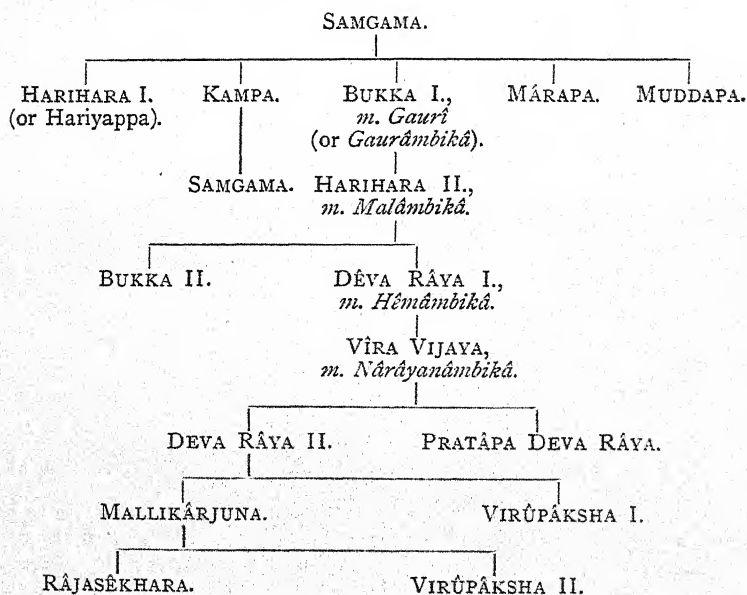 SAMGAMA.
HARIHARA I. KAMPA. BUKKA I., MÂRAPA. MUDDAPA.
(or Hariyappa). m. Gaurî
(or Gaurâmbikâ).
SAMGAMA. HARIHARA II.,
m. Malâmbikâ.
BUKKA II. DÊVA RÂYA I.,
m. Hêmâmbikâ.
VÎRA VIJAYA,
m. Nârâyanâmbikâ.
DEVA RÂYA II. PRATÂPA DEVA RÂYA.
MALLIKÂRJUNA. VIRÛPÂKSHA I.
RÂJASÊKHARA. VIRÛPÂKSHA II.